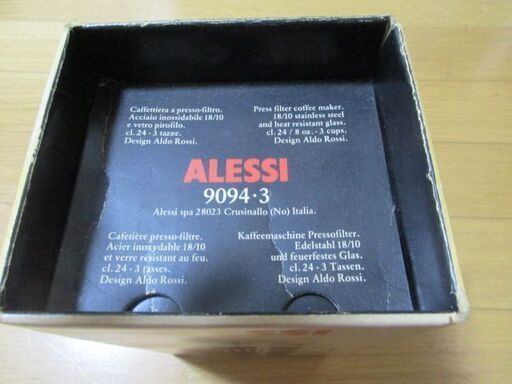 Caffettiera a presso-filtro.
Acciaio inossidabile 18/10
e vetro pirofilo.
cl. 24 · 3 tazze.
Design Aldo Rossi.
Press filter coffee maker.
18/10 stainless steel
and heat resistant glass.
cl. 24 / 8 oz. · 3 cups.
Design Aldo Rossi.
ALESSI
9094·3
Alessi spa 28023 Crusinallo (No) Italia.
Cafetière presso-filtre.
Acier inoxydable 18/10
et verre resistant au feu.
cl. 24 · 3 tasses.
Design Aldo Rossi.
Kaffeemaschine Pressofilter.
Edelstahl 18/10
und feuerfestes Glas.
cl. 24 · 3 Tassen.
Design Aldo Rossi.
ALESSI